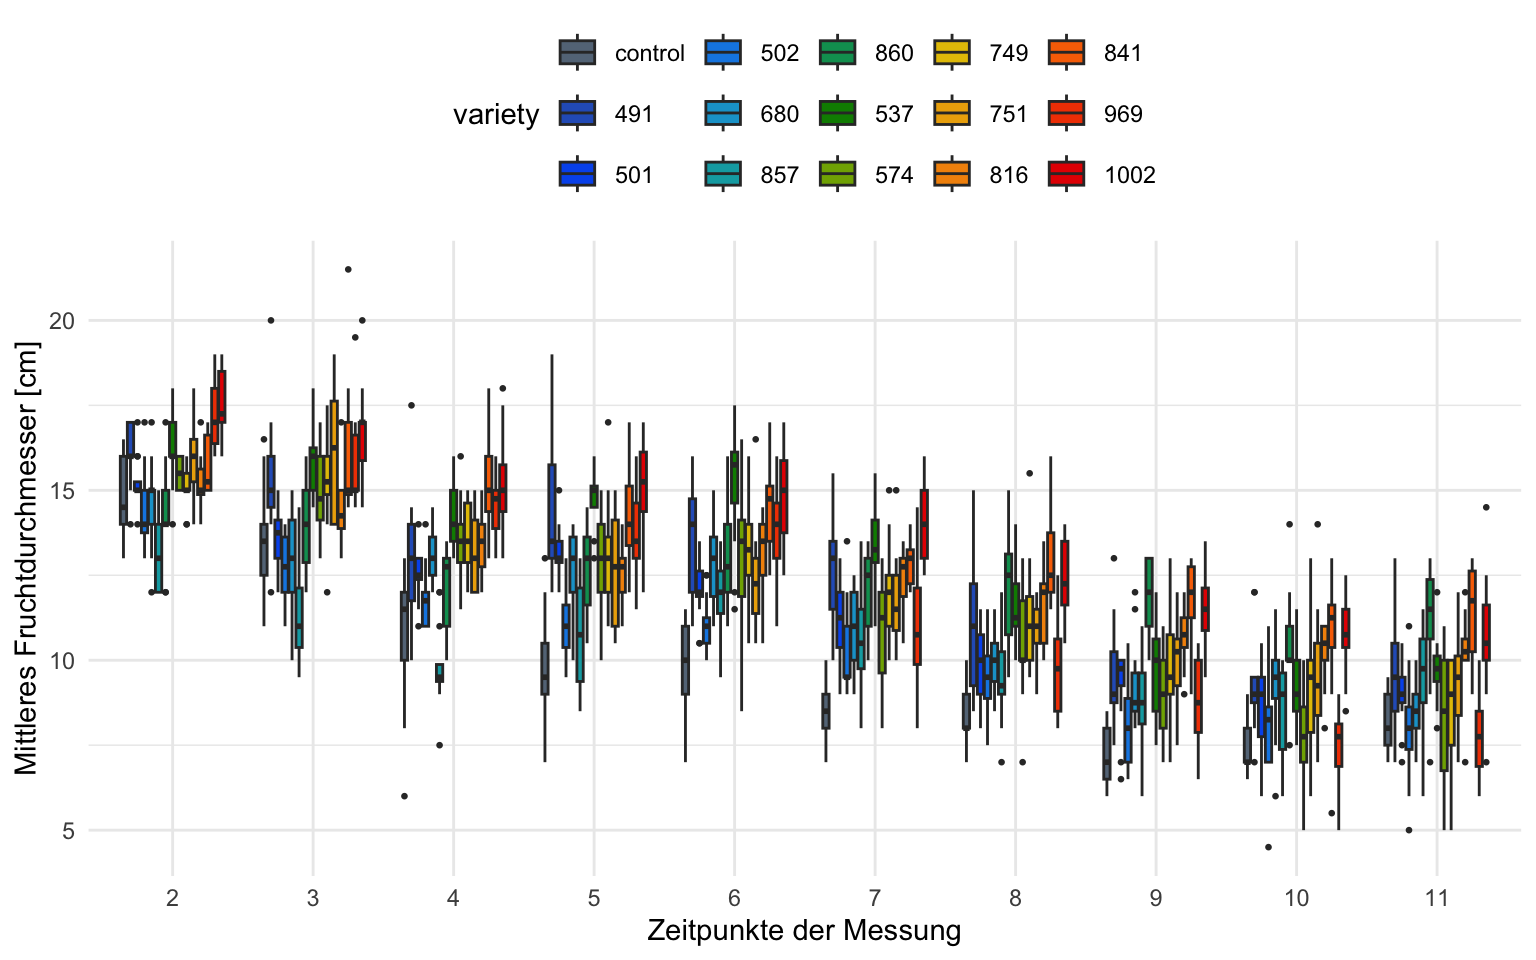 control 502 860 749 841
variety 491 680 537 751 969
501 857 574 816 1002
Mittleres Fruchtdurchmesser [cm]
20
15
10
5
2 3 4 5 6 7 8 9 10 11
Zeitpunkte der Messung